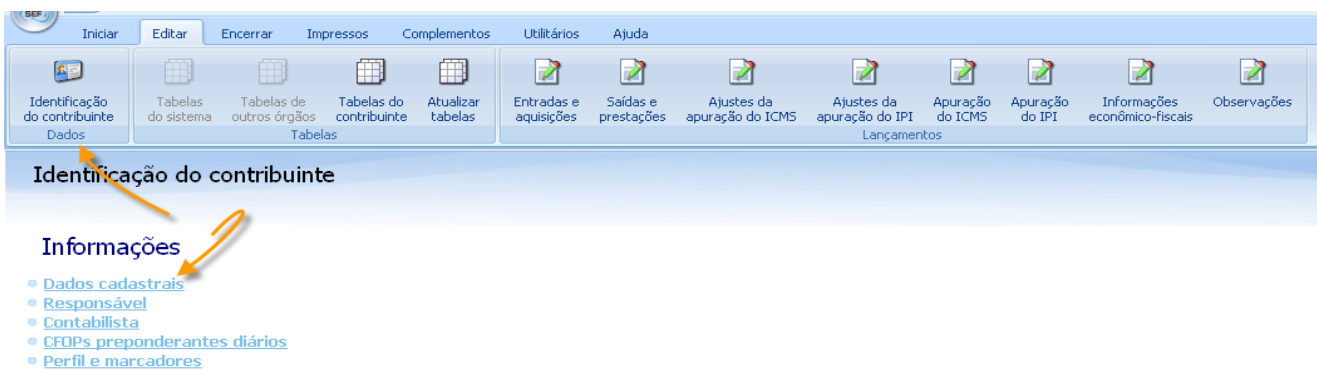 SEF
Iniciar Editar Encerrar Impressos Complementos Utilitários Ajuda
Identificação do contribuinte
Tabelas do sistema
Tabelas de outros órgãos
Tabelas do contribuinte
Atualizar tabelas
Entradas e aquisições
Saídas e prestações
Ajustes da apuração do ICMS
Ajustes da apuração do IPI
Apuração do ICMS
Apuração do IPI
Informações econômico-fiscais
Observações
Dados Tabelas Lançamentos
Identificação do contribuinte
Informações
Dados cadastrais
Responsável
Contabilista
CFOPs preponderantes diários
Perfil e marcadores